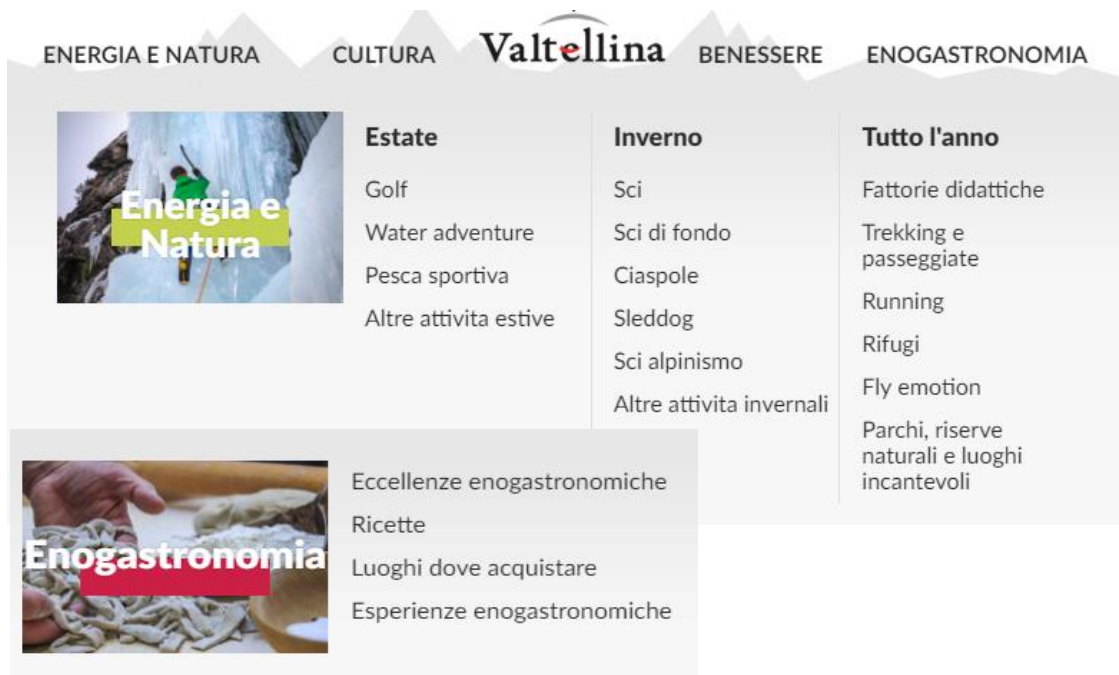 ENERGIA E NATURA
CULTURA
Valtellina
BENESSERE
ENOGASTRONOMIA
Energia e
Natura
Estate
Golf
Water adventure
Pesca sportiva
Altre attivita estive
Inverno
Sci
Sci di fondo
Ciaspole
Sleddog
Sci alpinismo
Altre attivita invernali
Tutto l'anno
Fattorie didattiche
Trekking e
passeggiate
Running
Rifugi
Fly emotion
Parchi, riserve
naturali e luoghi
incantevoli
Enogastronomia
Eccellenze enogastronomiche
Ricette
Luoghi dove acquistare
Esperienze enogastronomiche